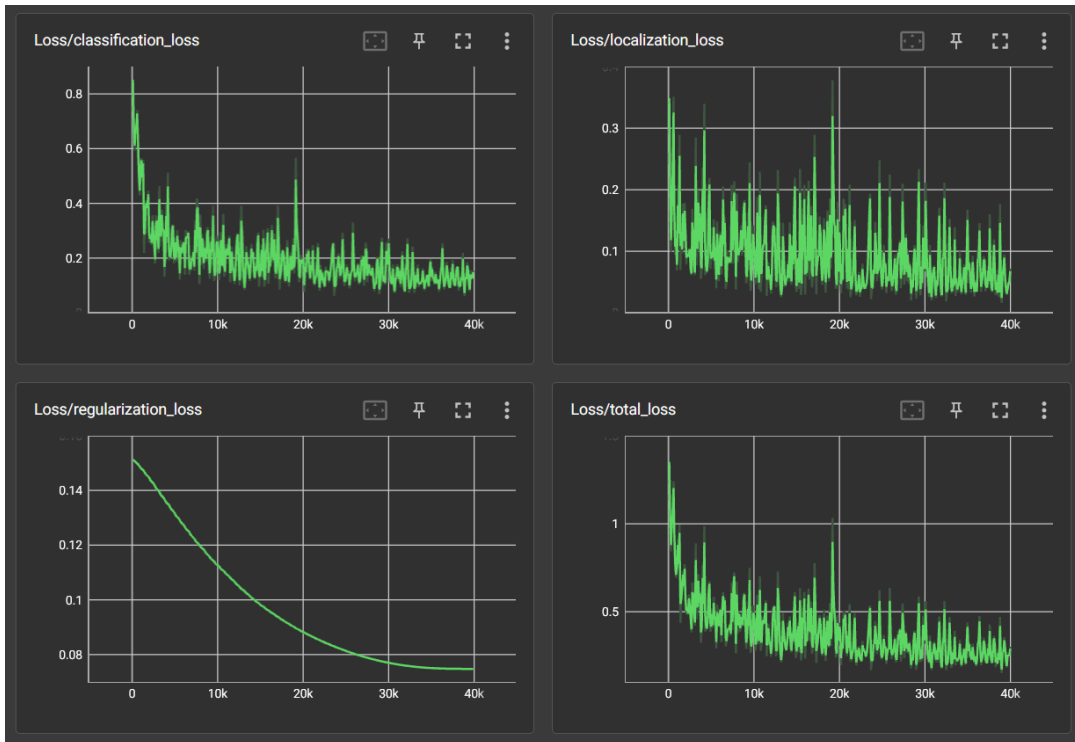 Loss/classification_loss
0.8
0.6
0.4
0.2
0
0
10k
20k
30k
40k
Loss/localization_loss
0.3
0.2
0.1
0
0
10k
20k
30k
40k
Loss/regularization_loss
0.14
0.12
0.1
0.08
0
10k
20k
30k
40k
Loss/total_loss
1
0.5
0
10k
20k
30k
40k